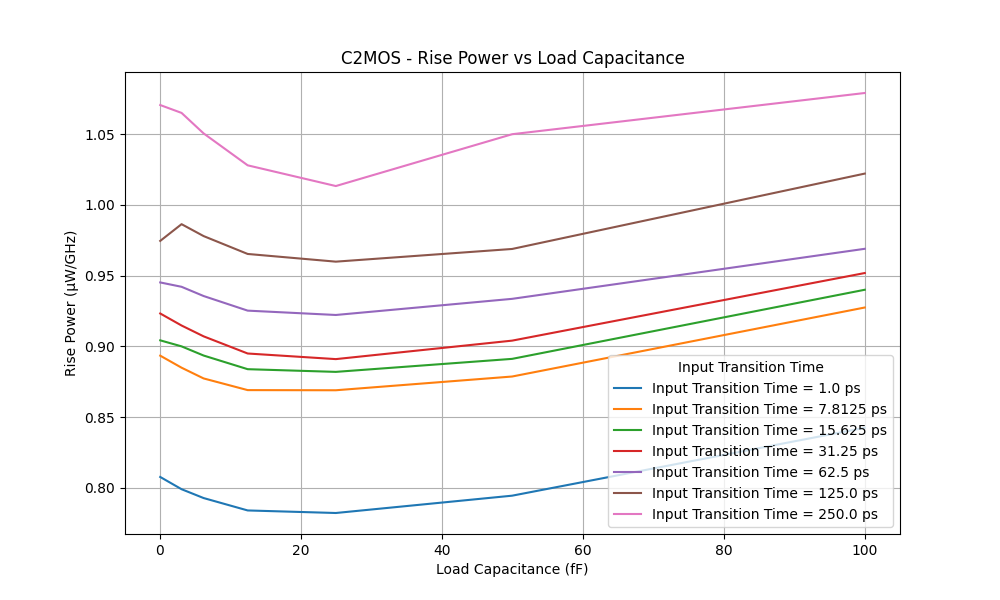 C2MOS - Rise Power vs Load Capacitance
Rise Power (μW/GHz)
1.05
1.00
0.95
0.90
0.85
0.80
0
20
40
60
80
100
Load Capacitance (fF)
Input Transition Time
Input Transition Time = 1.0 ps
Input Transition Time = 7.8125 ps
Input Transition Time = 15.625 ps
Input Transition Time = 31.25 ps
Input Transition Time = 62.5 ps
Input Transition Time = 125.0 ps
Input Transition Time = 250.0 ps